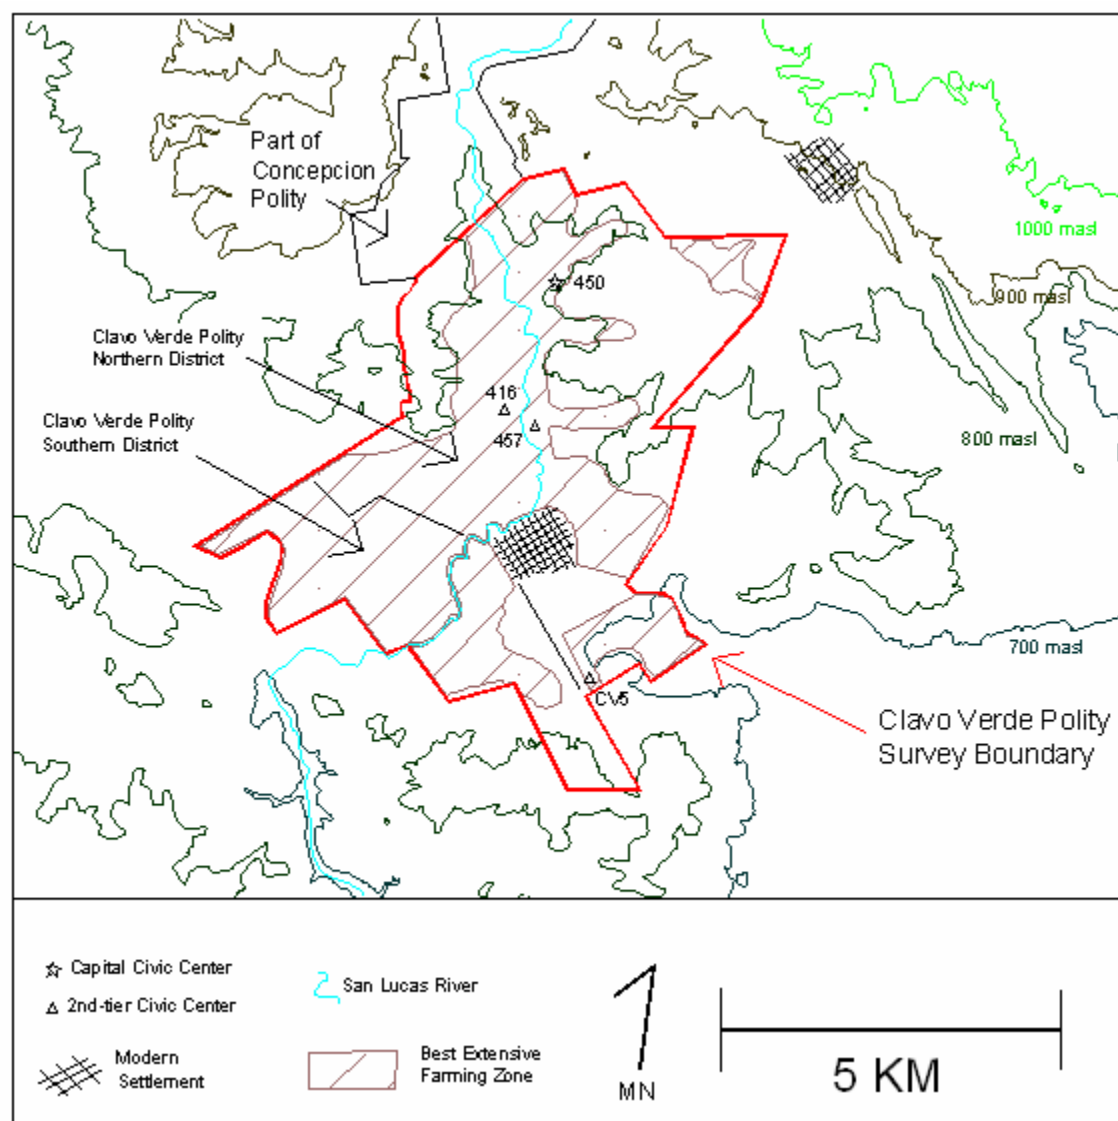 Part of
Concepcion
Polity
1000 masl
900 masl
450
Clavo Verde Polity
Northern District
416
Clavo Verde Polity
Southern District
457
800 masl
700 masl
CV5
Clavo Verde Polity
Survey Boundary
Capital Civic Center
2nd-tier Civic Center
Modern
Settlement
San Lucas River
Best Extensive
Farming Zone
MN
5 KM